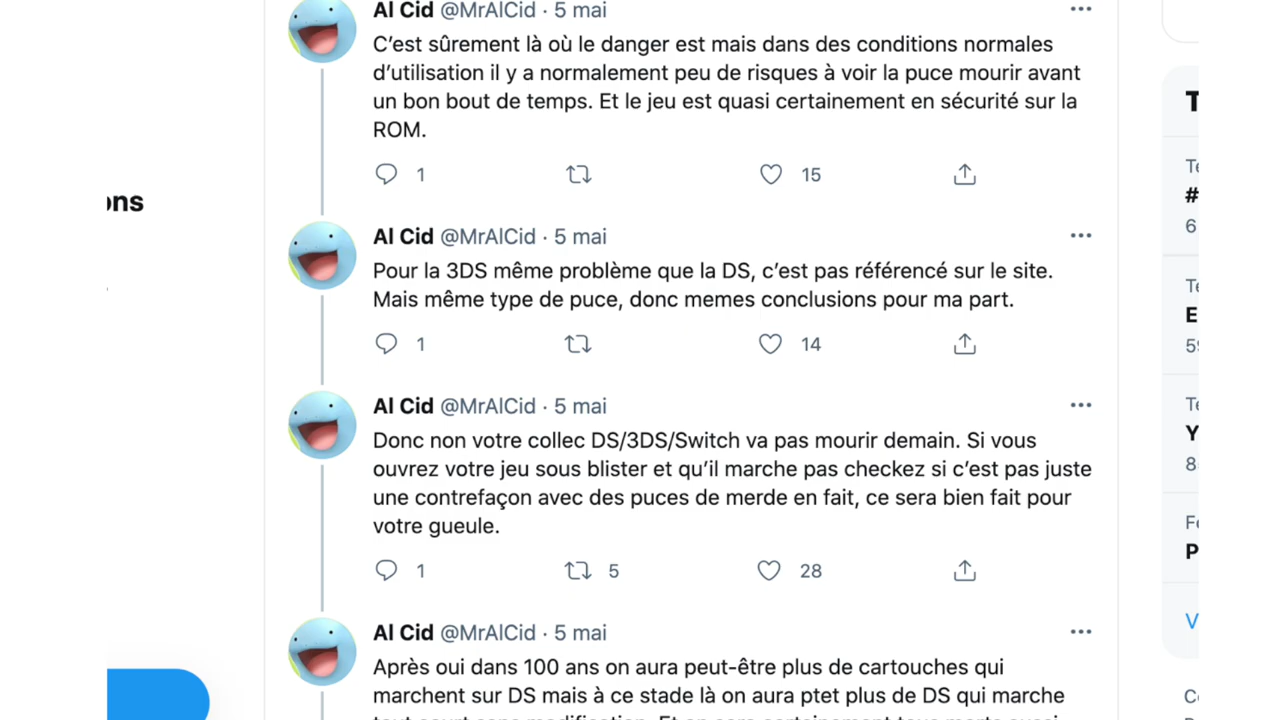 Al Cid @MrAlCid · 5 mai
C’est sûrement là où le danger est mais dans des conditions normales
d’utilisation il y a normalement peu de risques à voir la puce mourir avant
un bon bout de temps. Et le jeu est quasi certainement en sécurité sur la
ROM.
1 15
Al Cid @MrAlCid · 5 mai
Pour la 3DS même problème que la DS, c’est pas référencé sur le site.
Mais même type de puce, donc memes conclusions pour ma part.
1 14
Al Cid @MrAlCid · 5 mai
Donc non votre collec DS/3DS/Switch va pas mourir demain. Si vous
ouvrez votre jeu sous blister et qu’il marche pas checkez si c’est pas juste
une contrefaçon avec des puces de merde en fait, ce sera bien fait pour
votre gueule.
1 5 28
Al Cid @MrAlCid · 5 mai
Après oui dans 100 ans on aura peut-être plus de cartouches qui
marchent sur DS mais à ce stade là on aura ptet plus de DS qui marche
ons